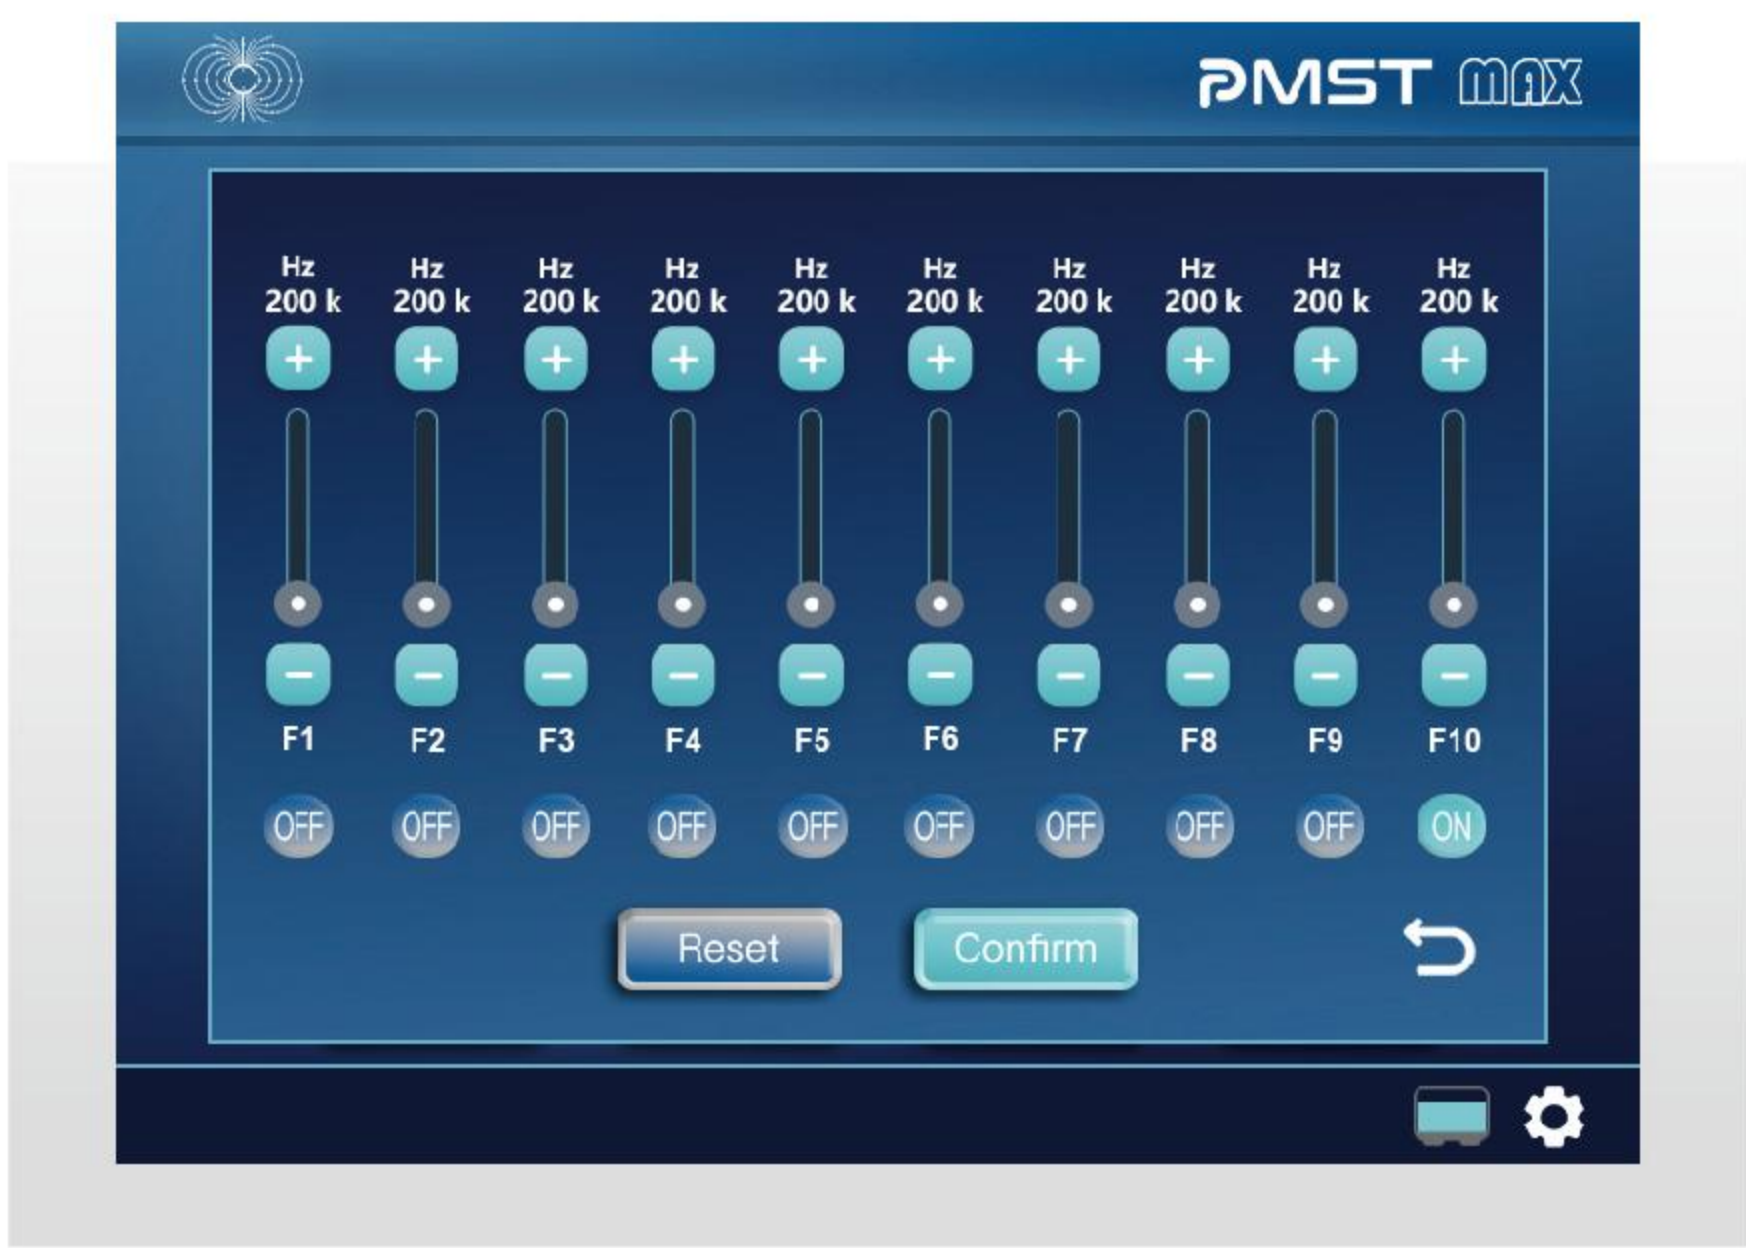 PMST MAX
Hz Hz Hz Hz Hz Hz Hz Hz Hz Hz
200 k 200 k 200 k 200 k 200 k 200 k 200 k 200 k 200 k 200 k
+ + + + + + + + + +
− − − − − − − − − −
F1 F2 F3 F4 F5 F6 F7 F8 F9 F10
OFF OFF OFF OFF OFF OFF OFF OFF OFF ON
Reset Confirm